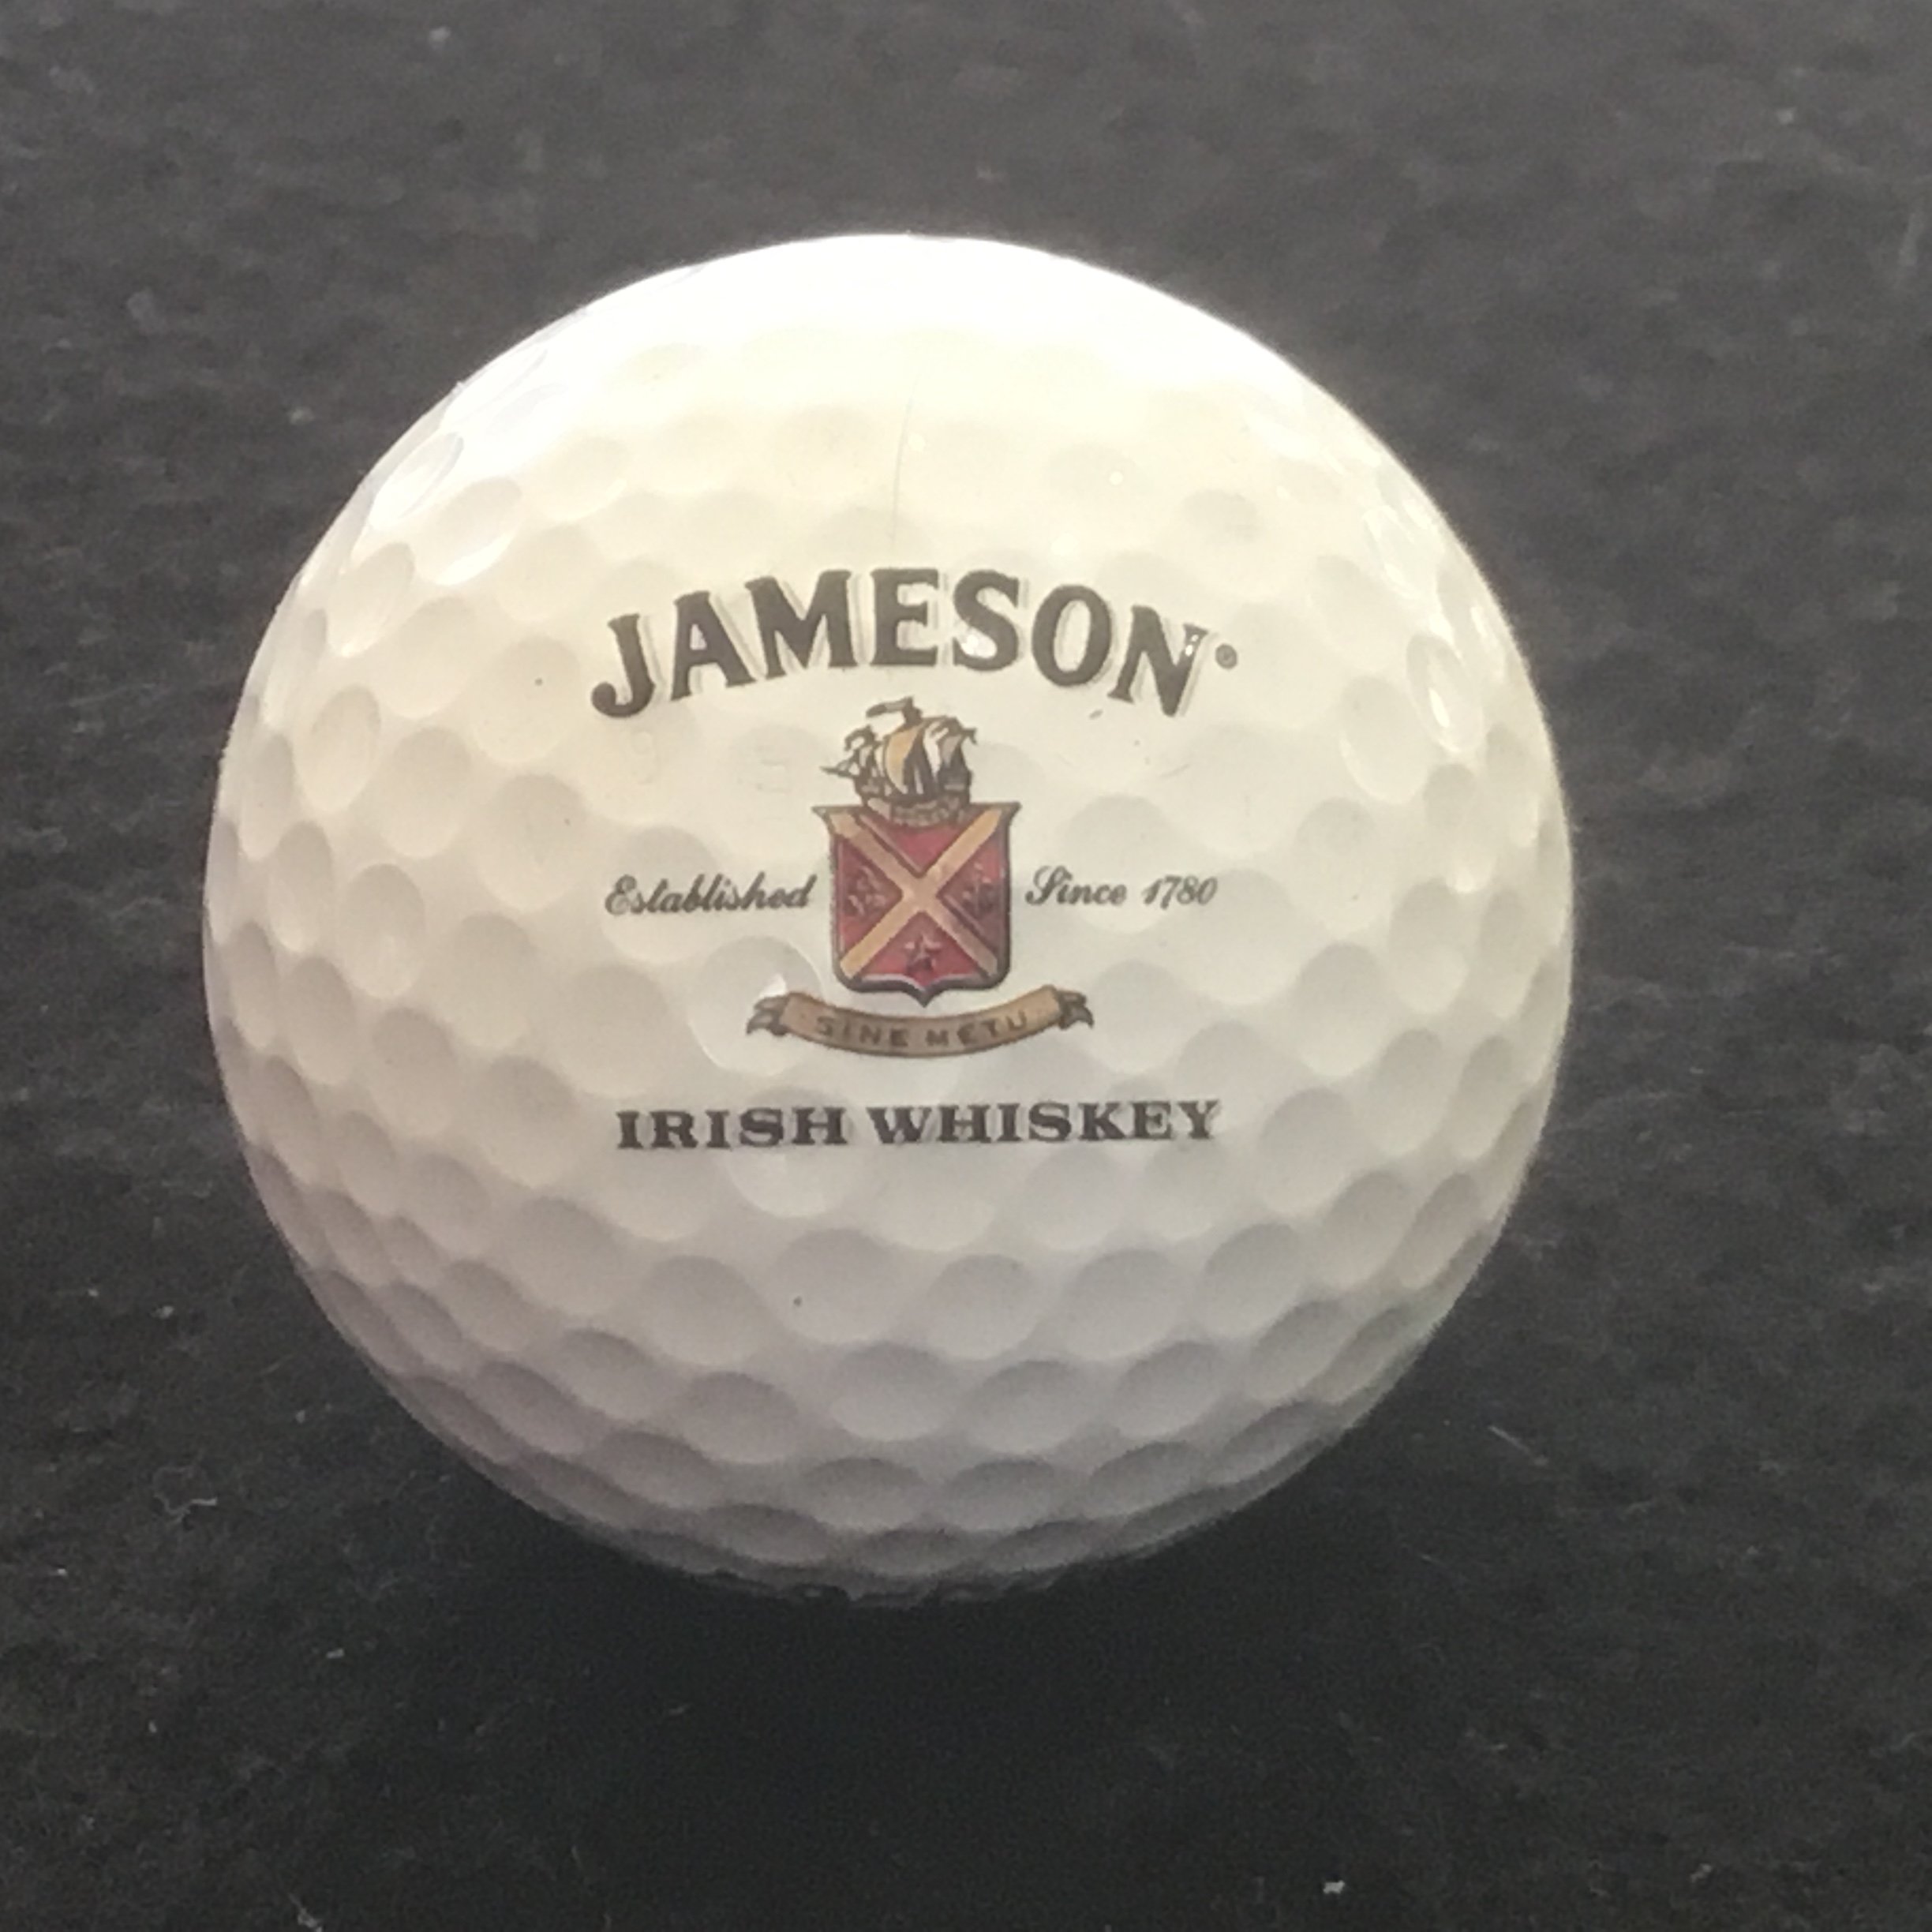 JAMESON®
Established Since 1780
SINE METU
IRISH WHISKEY